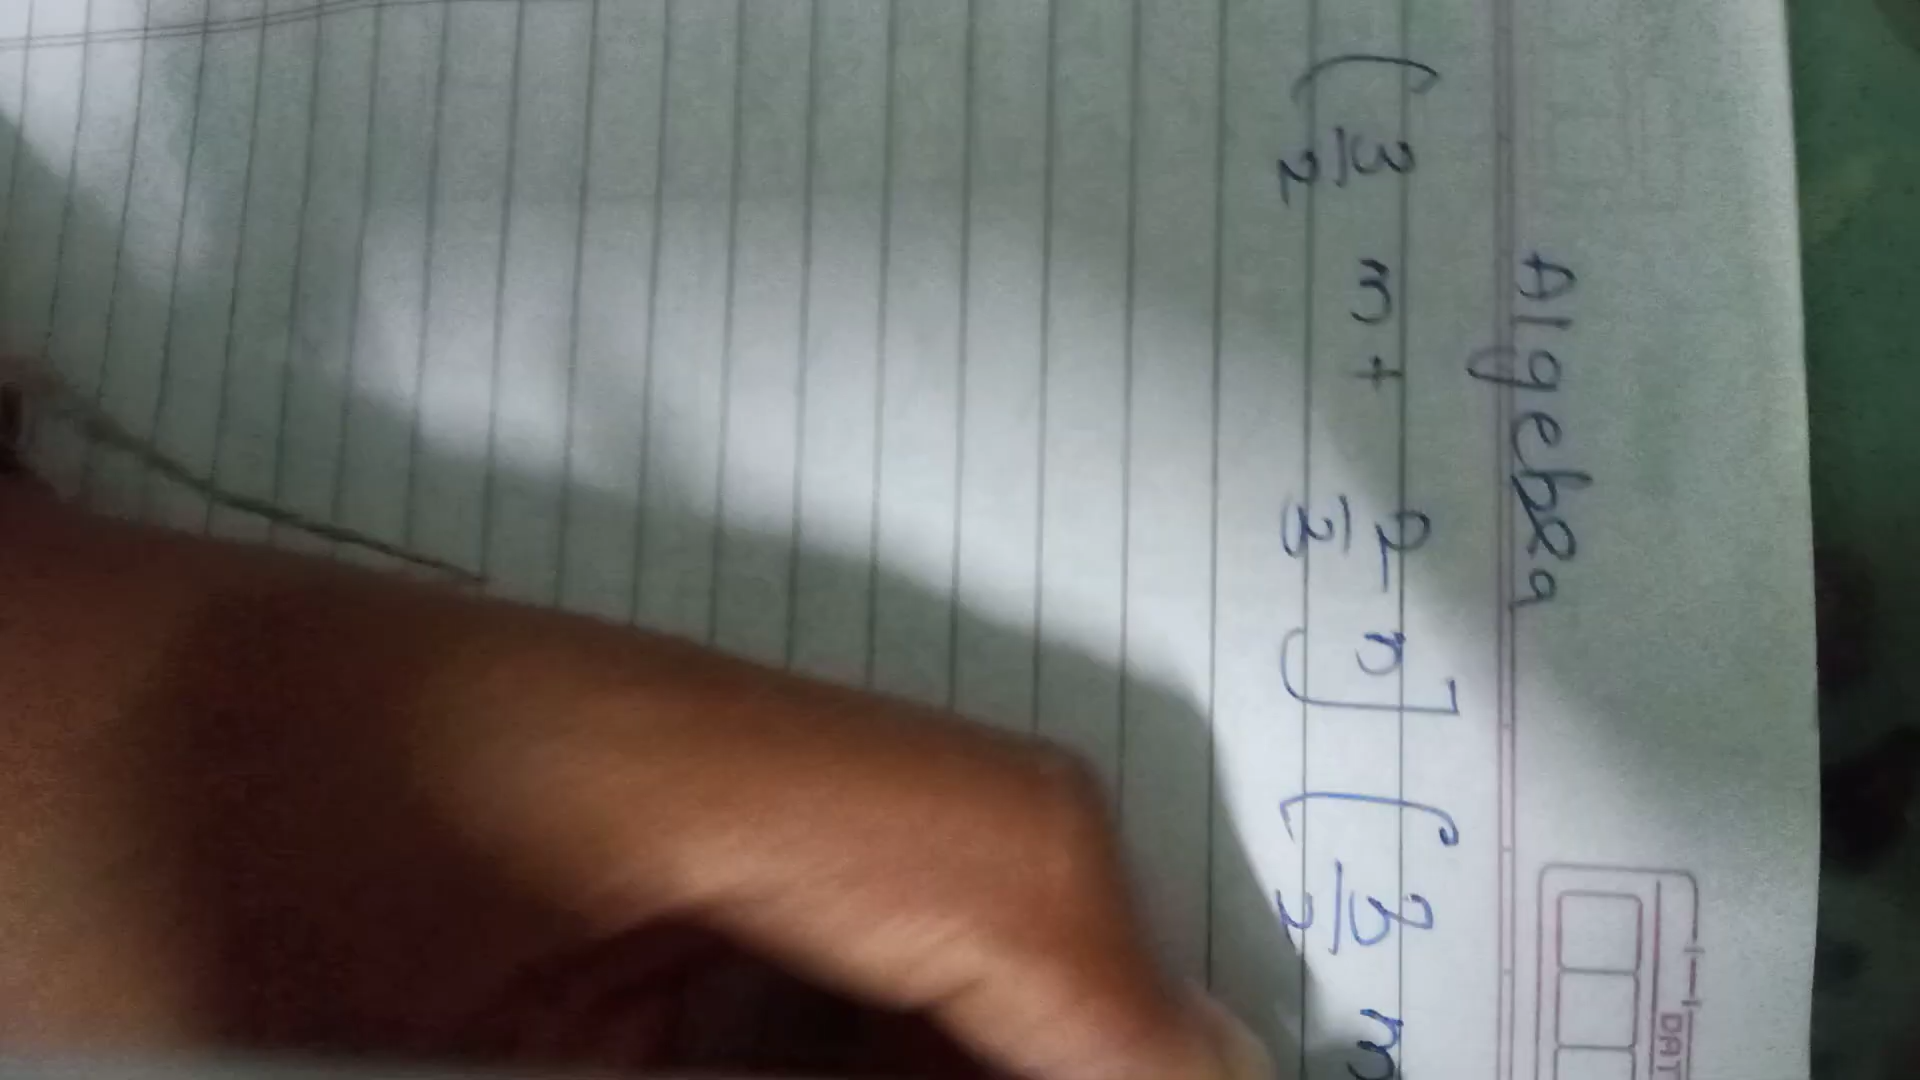 Algebra
DAT
(3/2 m + 2/3 n] (3/2 m